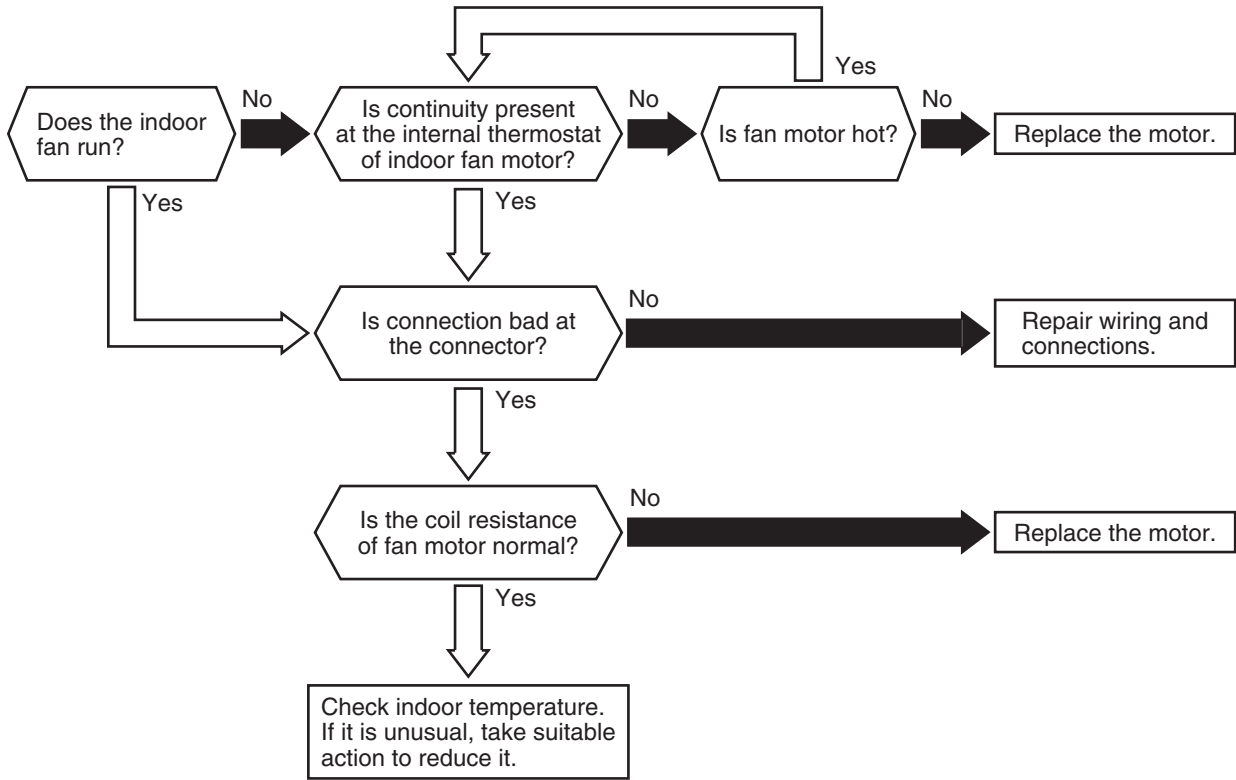 Yes
Does the indoor
fan run?
No
Is continuity present
at the internal thermostat
of indoor fan motor?
No
Is fan motor hot?
No
Replace the motor.
Yes
Yes
Is connection bad at
the connector?
No
Repair wiring and
connections.
Yes
Is the coil resistance
of fan motor normal?
No
Replace the motor.
Yes
Check indoor temperature.
If it is unusual, take suitable
action to reduce it.